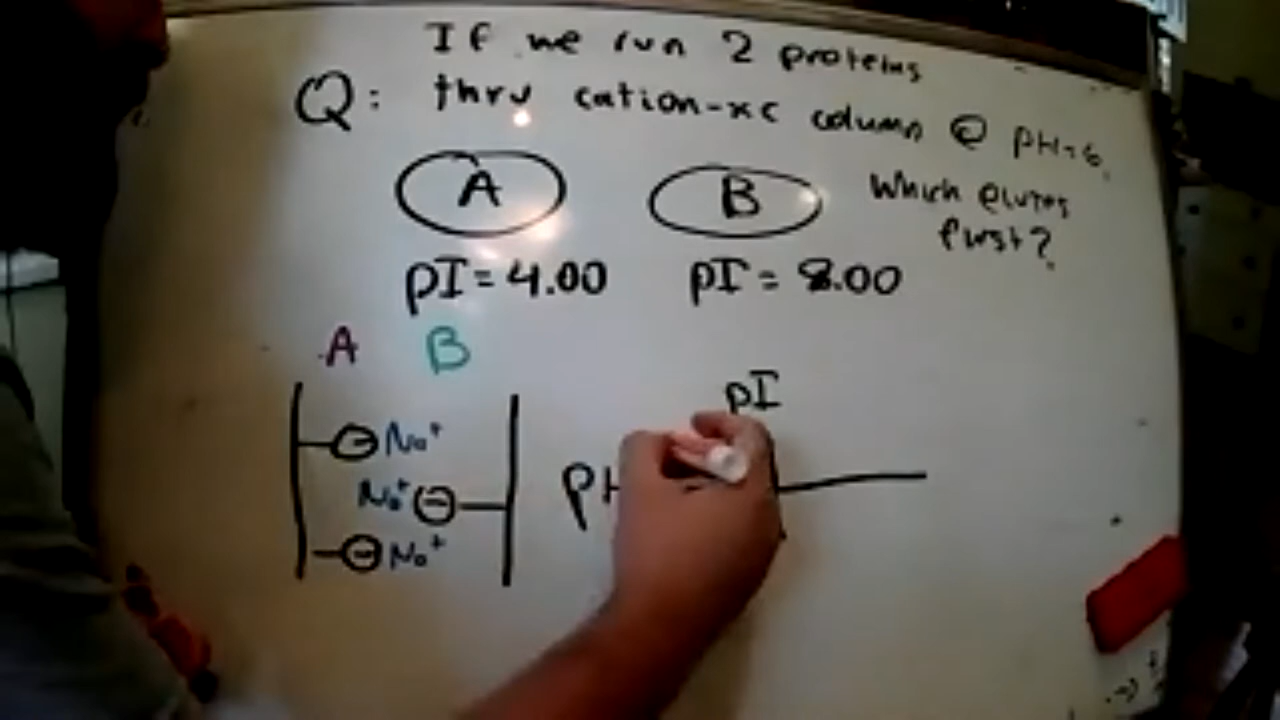 If we run 2 proteins
Q: thru cation-xc column @ pH=6.
A B Which elutes
first?
pI=4.00 pI=8.00
A B
pI
Na+
Na+
Na+
pH